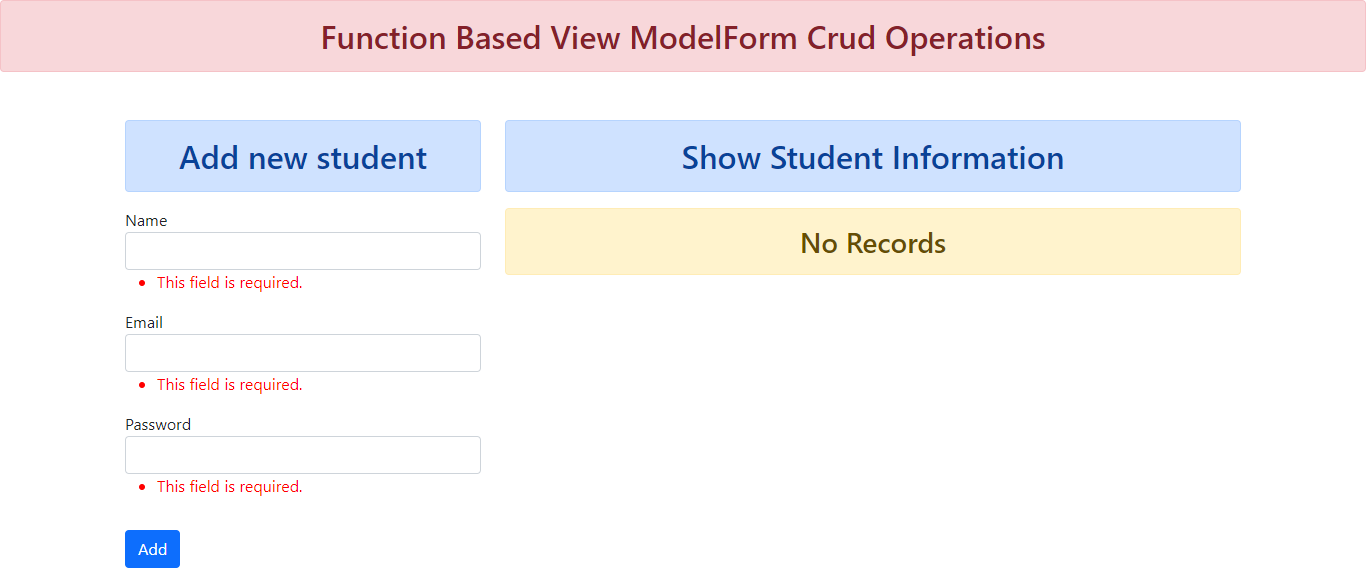 Function Based View ModelForm Crud Operations
Add new student
Name
This field is required.
Email
This field is required.
Password
This field is required.
Add
Show Student Information
No Records